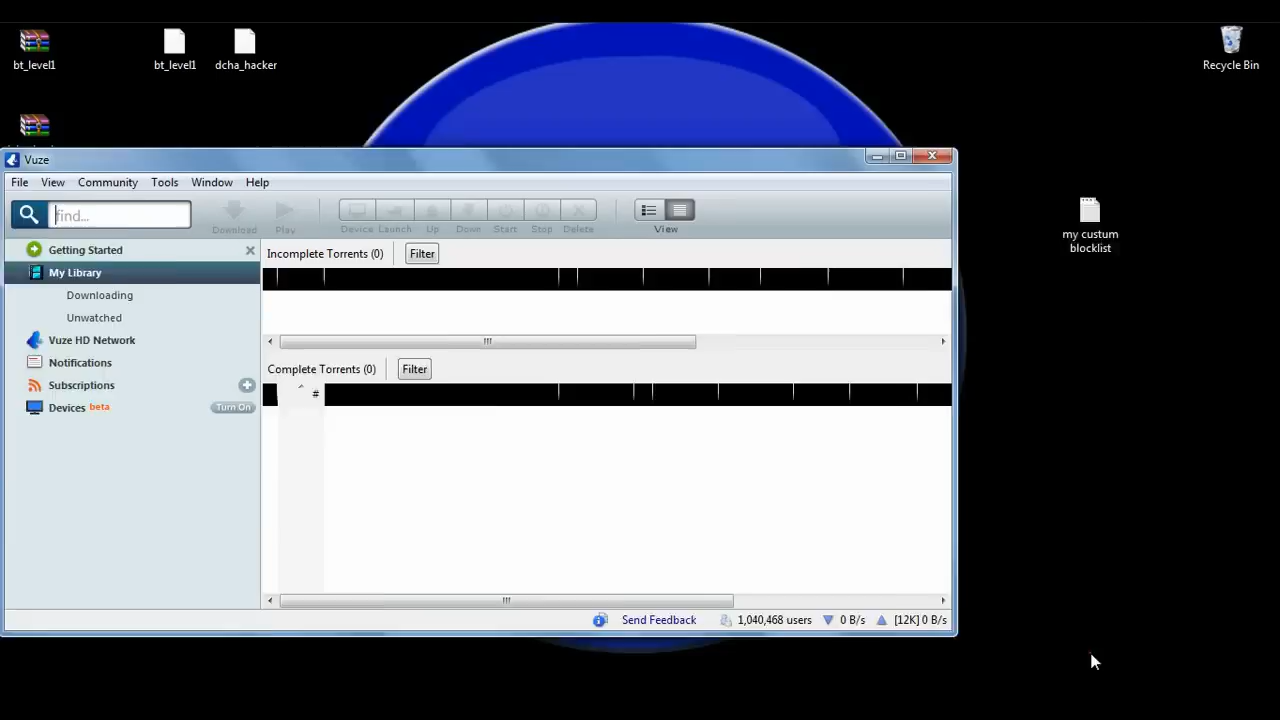 bt_level1
bt_level1
dcha_hacker
Recycle Bin
Vuze
File View Community Tools Window Help
find...
Download Play Device Launch Up Down Start Stop Delete View
Getting Started
My Library
Downloading
Unwatched
Vuze HD Network
Notifications
Subscriptions
Devices beta Turn On
Incomplete Torrents (0) Filter
Complete Torrents (0) Filter
#
Send Feedback 1,040,468 users 0 B/s [12K] 0 B/s
my custum
blocklist